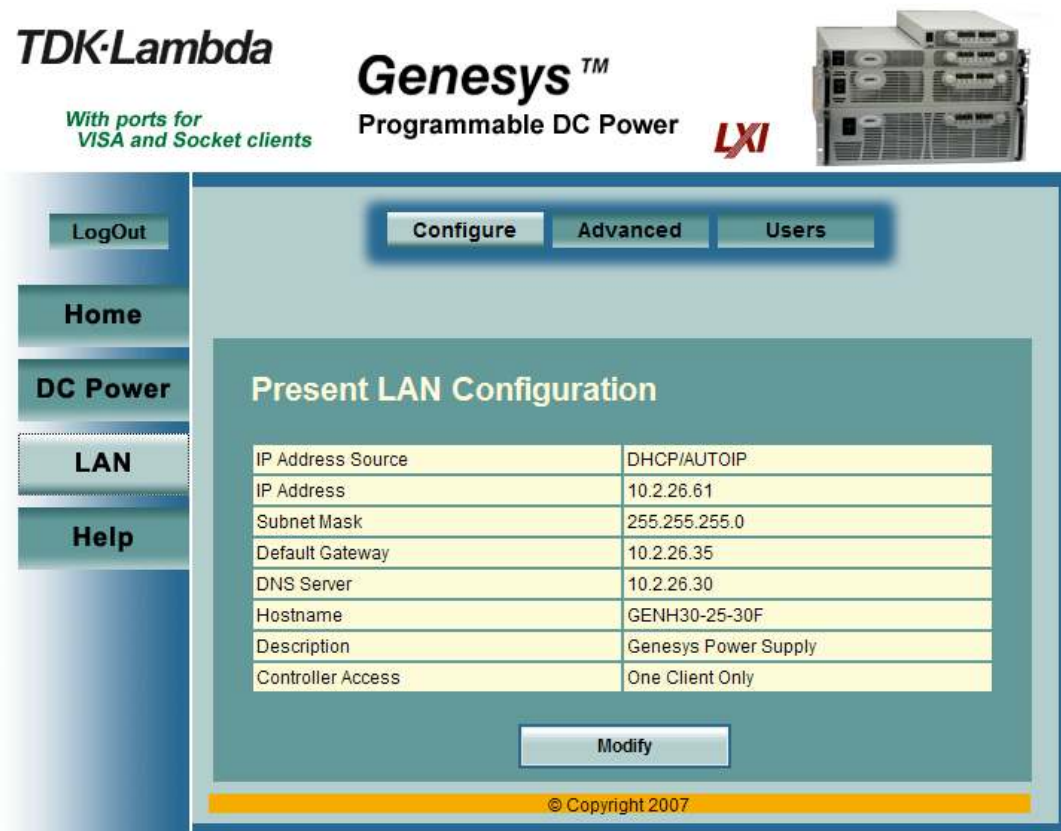 TDK·Lambda
With ports for
VISA and Socket clients
Genesys™
Programmable DC Power
LXI
LogOut
Home
DC Power
LAN
Help
Configure Advanced Users
Present LAN Configuration
IP Address Source DHCP/AUTOIP
IP Address 10.2.26.61
Subnet Mask 255.255.255.0
Default Gateway 10.2.26.35
DNS Server 10.2.26.30
Hostname GENH30-25-30F
Description Genesys Power Supply
Controller Access One Client Only
Modify
© Copyright 2007